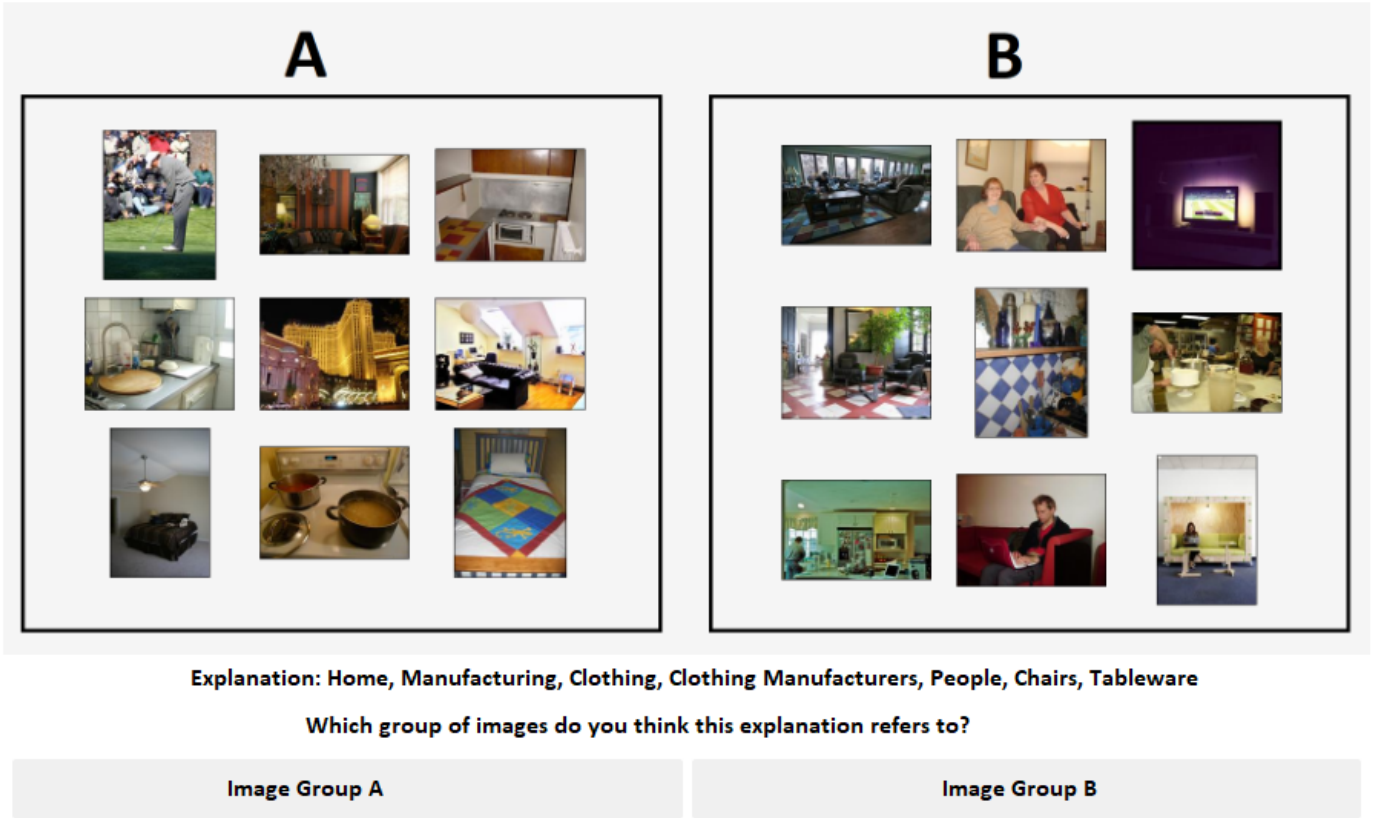 A
B
Explanation: Home, Manufacturing, Clothing, Clothing Manufacturers, People, Chairs, Tableware
Which group of images do you think this explanation refers to?
Image Group A
Image Group B